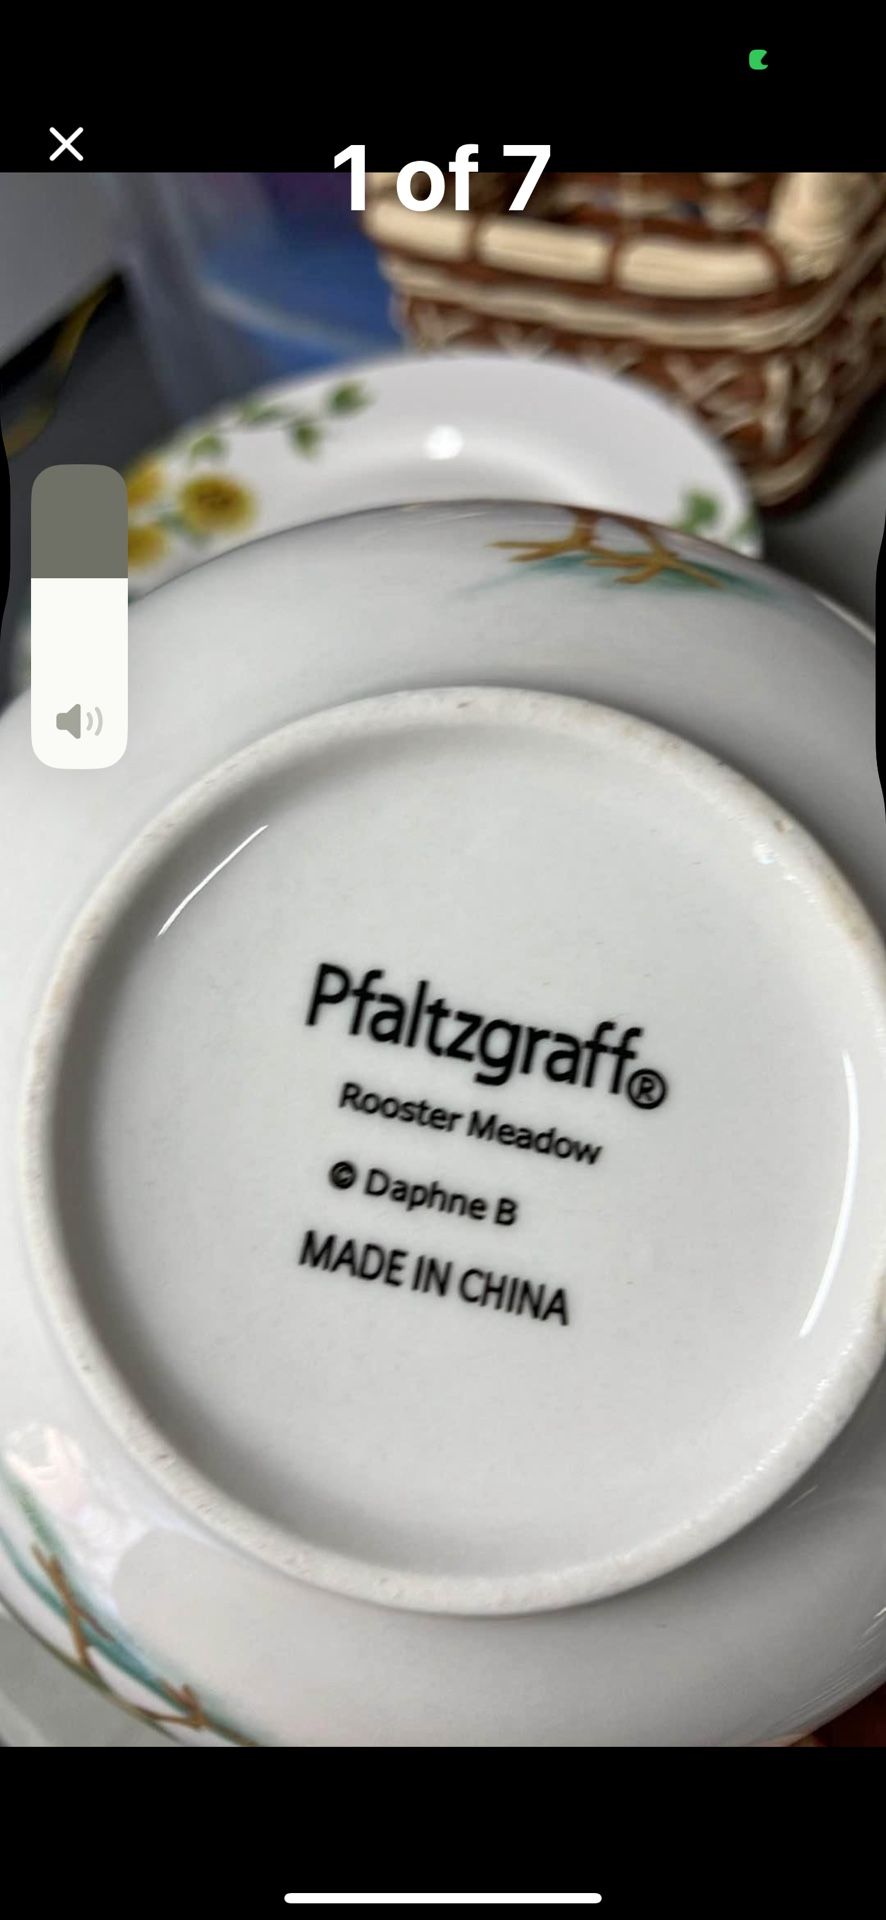 1 of 7
Pfaltzgraff®
Rooster Meadow
© Daphne B
MADE IN CHINA